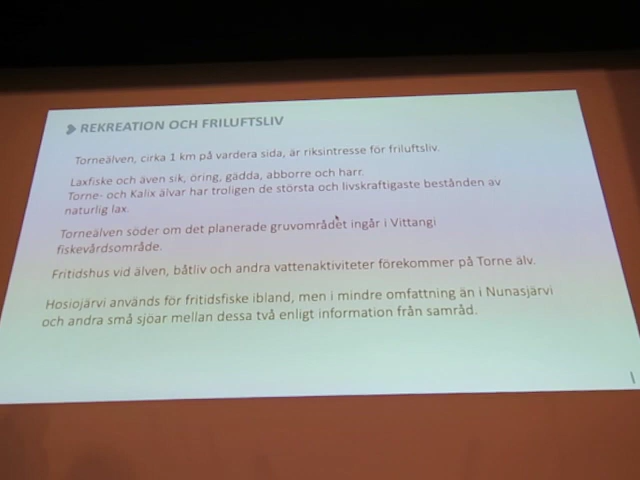 REKREATION OCH FRILUFTSLIV
Torneälven, cirka 1 km på vardera sida, är riksintresse för friluftsliv.
Laxfiske och även sik, öring, gädda, abborre och harr.
Torne- och Kalix älvar har troligen de största och livskraftigaste bestånden av
naturlig lax.
Torneälven söder om det planerade gruvområdet ingår i Vittangi
fiskevårdsområde.
Fritidshus vid älven, båtliv och andra vattenaktiviteter förekommer på Torne älv.
Hosiojärvi används för fritidsfiske ibland, men i mindre omfattning än i Nunasjärvi
och andra små sjöar mellan dessa två enligt information från samråd.